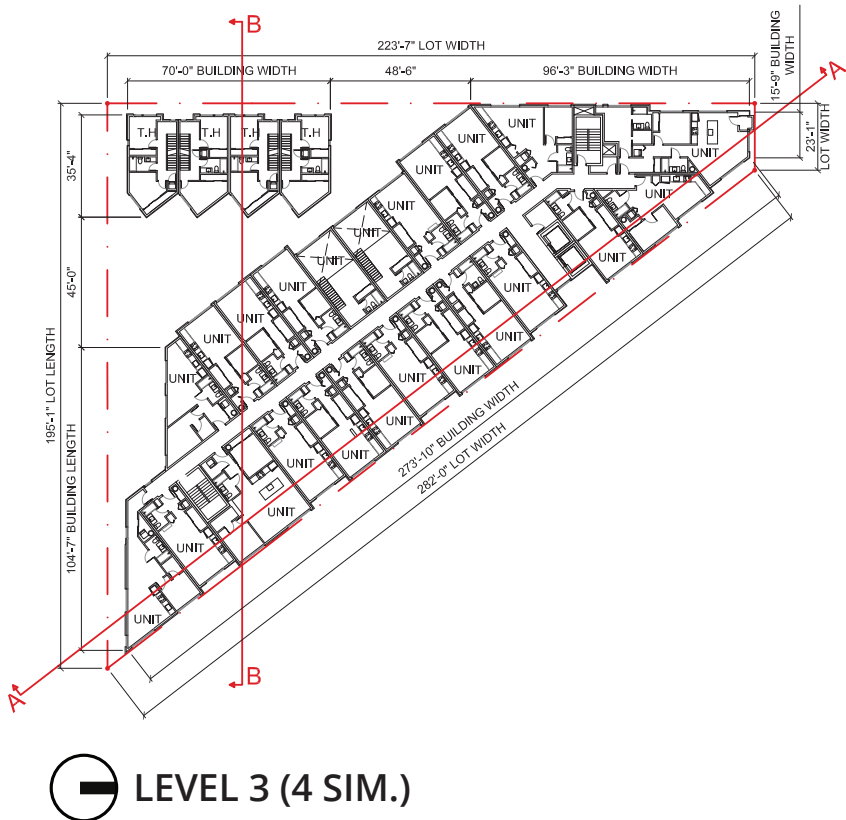 B
223'-7" LOT WIDTH
70'-0" BUILDING WIDTH
48'-6"
96'-3" BUILDING WIDTH
15'-9" BUILDING
WIDTH
A
23'-1"
LOT WIDTH
35'-4"
T.H
T.H
T.H
T.H
UNIT
UNIT
UNIT
UNIT
UNIT
UNIT
UNIT
UNIT
UNIT
UNIT
UNIT
UNIT
45'-0"
UNIT
UNIT
UNIT
UNIT
UNIT
195'-1" LOT LENGTH
104'-7" BUILDING LENGTH
273'-10" BUILDING WIDTH
282'-0" LOT WIDTH
UNIT
UNIT
UNIT
UNIT
UNIT
UNIT
A
B
LEVEL 3 (4 SIM.)